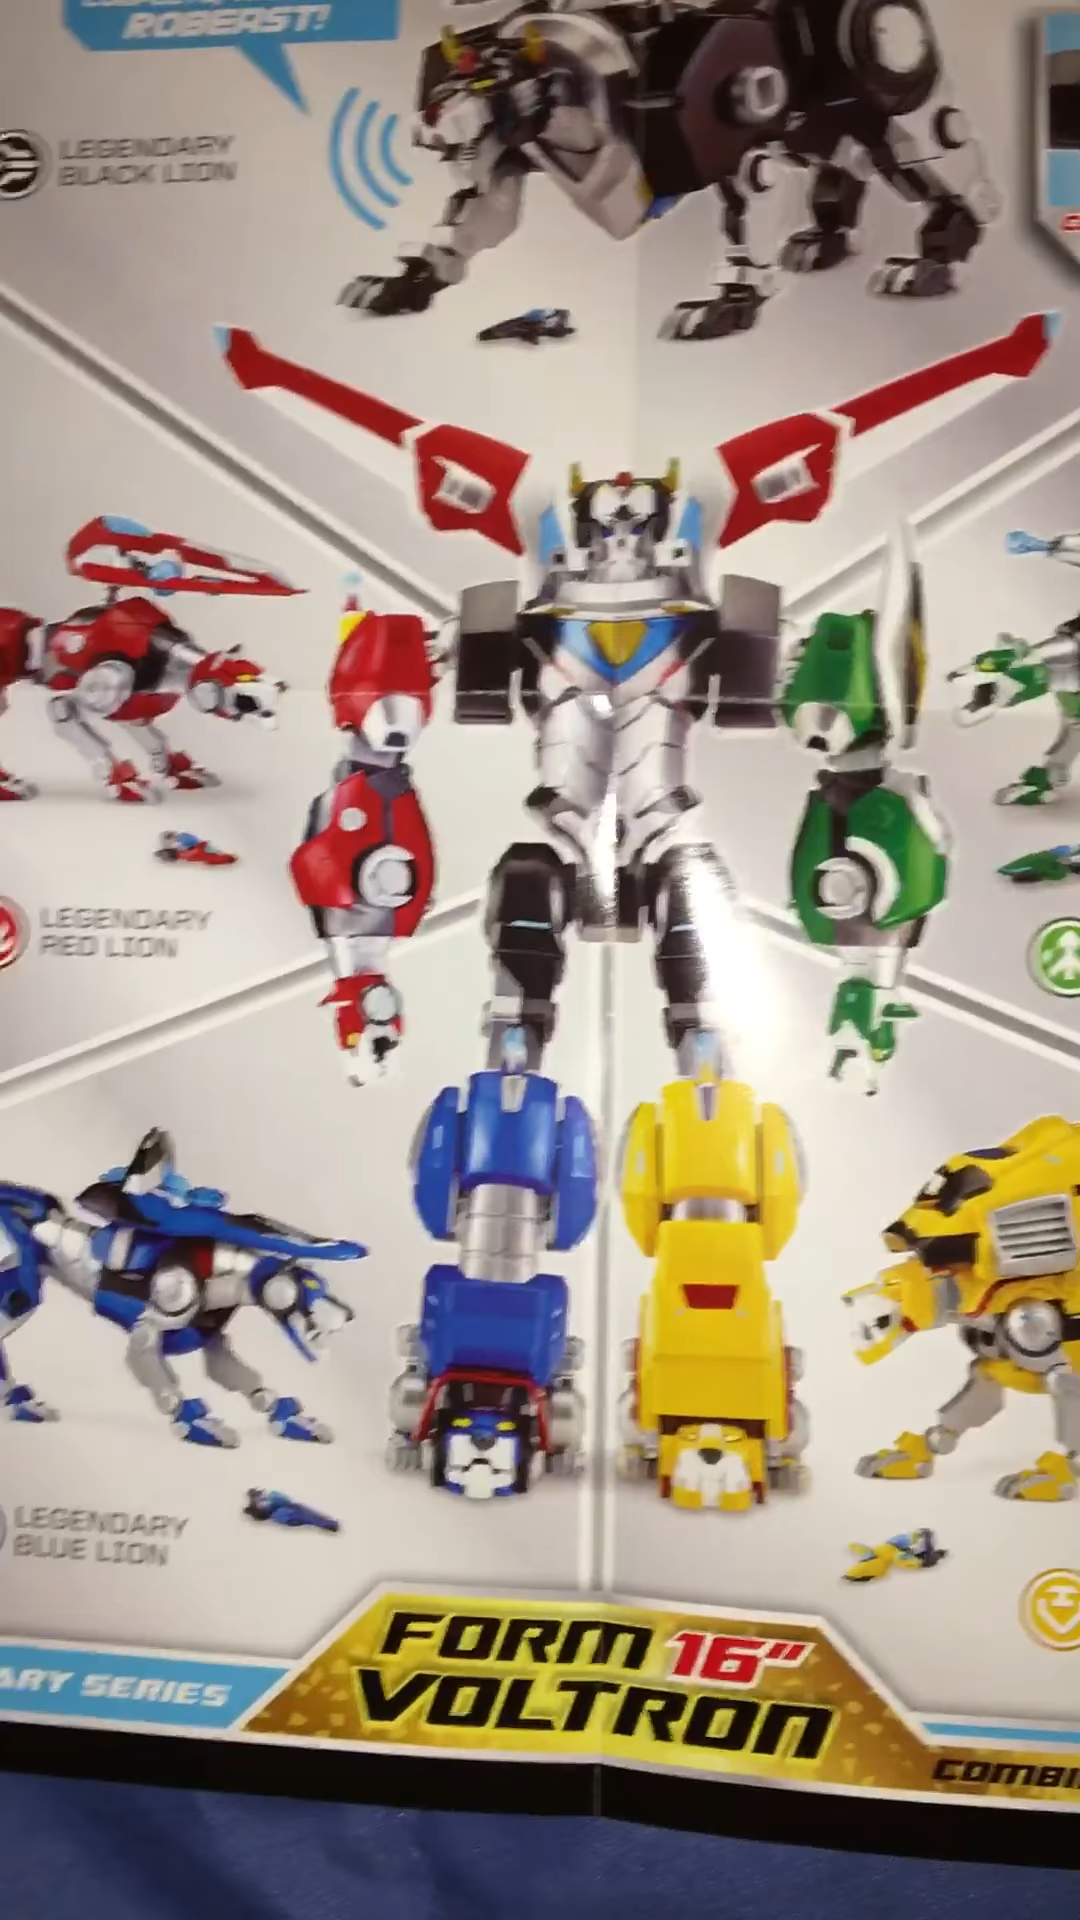 ROBEAST!
LEGENDARY
BLACK LION
LEGENDARY
RED LION
LEGENDARY
BLUE LION
FORM 16"
VOLTRON
ARY SERIES
COMBI